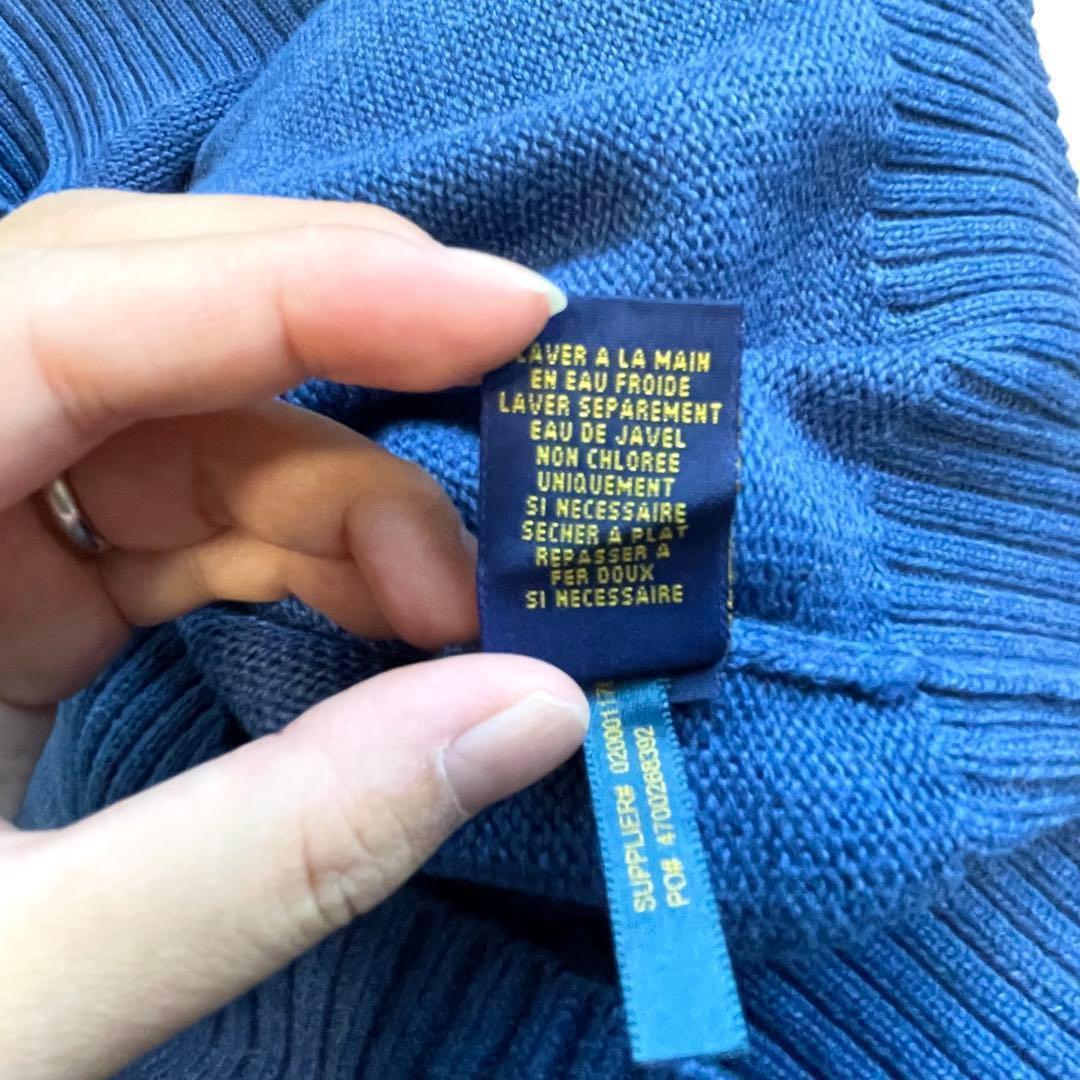 LAVER A LA MAIN
EN EAU FROIDE
LAVER SEPAREMENT
EAU DE JAVEL
NON CHLOREE
UNIQUEMENT
SI NECESSAIRE
SECHER A PLAT
REPASSER A
FER DOUX
SI NECESSAIRE
SUPPLIER#
PO# 4700268392